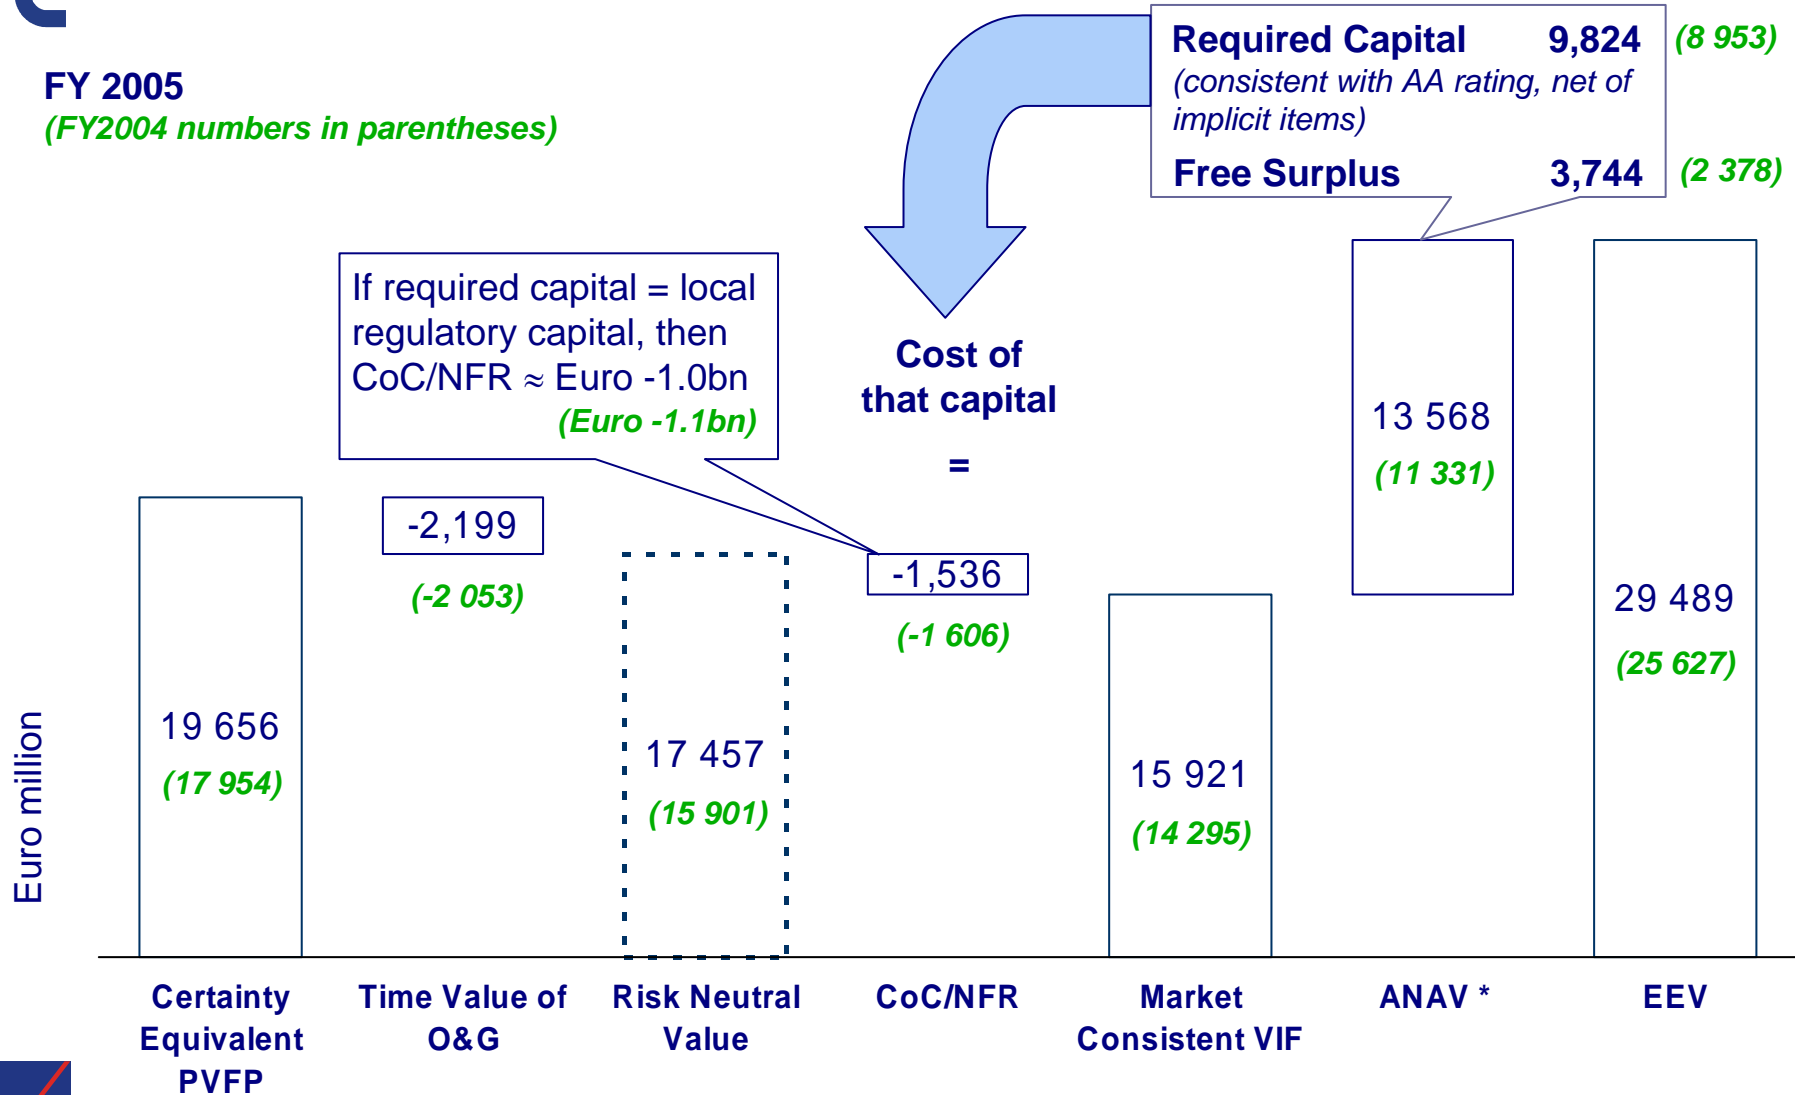 FY 2005
(FY2004 numbers in parentheses)
Required Capital 9,824 (8 953)
(consistent with AA rating, net of
implicit items)
Free Surplus 3,744 (2 378)
If required capital = local
regulatory capital, then
CoC/NFR ≈ Euro -1.0bn
(Euro -1.1bn)
Cost of
that capital
=
19 656
(17 954)
-2,199
(-2 053)
17 457
(15 901)
-1,536
(-1 606)
15 921
(14 295)
13 568
(11 331)
29 489
(25 627)
Euro million
Certainty
Equivalent
PVFP
Time Value of
O&G
Risk Neutral
Value
CoC/NFR
Market
Consistent VIF
ANAV *
EEV